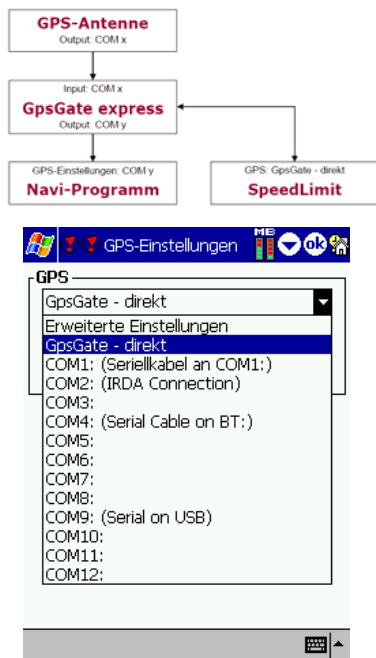 GPS-Antenne
Output: COM x
Input: COM x
GpsGate express
Output: COM y
GPS-Einstellungen: COM y
Navi-Programm
GPS: GpsGate - direkt
SpeedLimit
GPS-Einstellungen
MB
ok
GPS
GpsGate - direkt
Erweiterte Einstellungen
GpsGate - direkt
COM1: (Seriellkabel an COM1:)
COM2: (IRDA Connection)
COM3:
COM4: (Serial Cable on BT:)
COM5:
COM6:
COM7:
COM8:
COM9: (Serial on USB)
COM10:
COM11:
COM12: